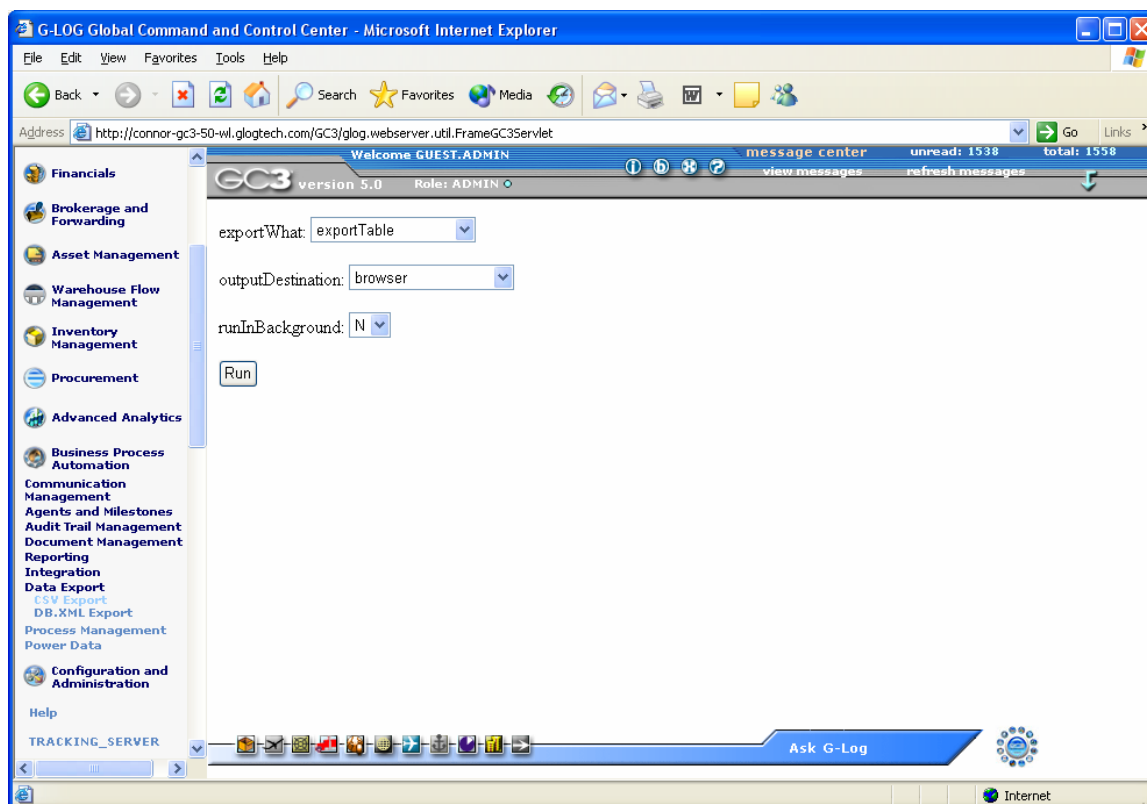 G-LOG Global Command and Control Center - Microsoft Internet Explorer
File Edit View Favorites Tools Help
Back Search Favorites Media
Address http://connor-gc3-50-wl.glogtech.com/GC3/glog.webserver.util.FrameGC3Servlet Go Links
Welcome GUEST.ADMIN message center unread: 1538 total: 1558
GC3 version 5.0 Role: ADMIN view messages refresh messages
Financials
Brokerage and
Forwarding
Asset Management
Warehouse Flow
Management
Inventory
Management
Procurement
Advanced Analytics
Business Process
Automation
Communication
Management
Agents and Milestones
Audit Trail Management
Document Management
Reporting
Integration
Data Export
CSV Export
DB.XML Export
Process Management
Power Data
Configuration and
Administration
Help
TRACKING_SERVER
exportWhat: exportTable
outputDestination: browser
runInBackground: N
Run
Ask G-Log
Internet